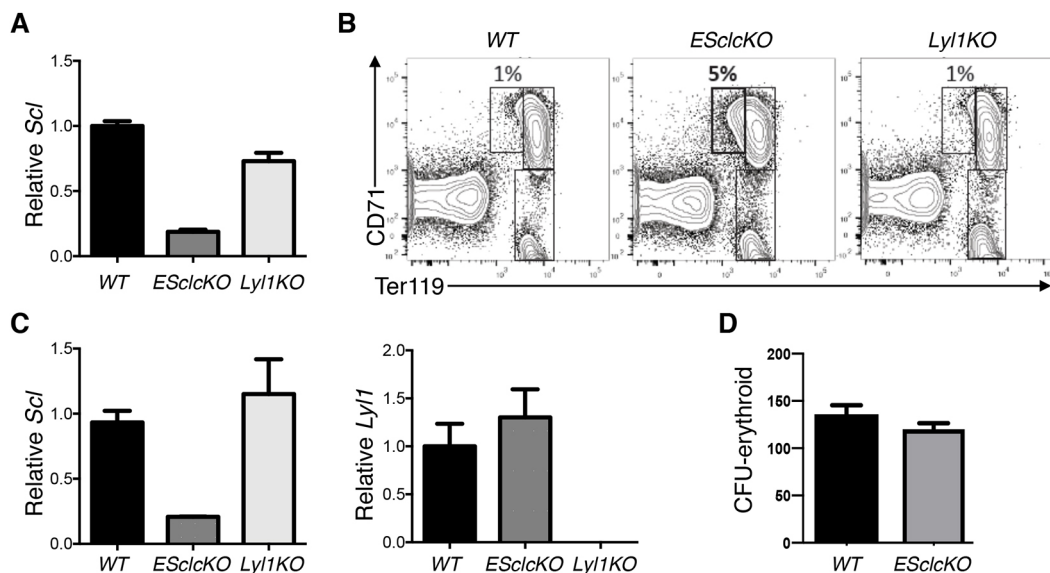 A
Relative Scl
1.5
1.0
0.5
0.0
WT ESclcKO Lyl1KO
B
WT ESclcKO Lyl1KO
1% 5% 1%
CD71
Ter119
C
Relative Scl
1.5
1.0
0.5
0.0
WT ESclcKO Lyl1KO
Relative Lyl1
2.0
1.5
1.0
0.5
0.0
WT ESclcKO Lyl1KO
D
CFU-erythroid
200
150
100
50
0
WT ESclcKO